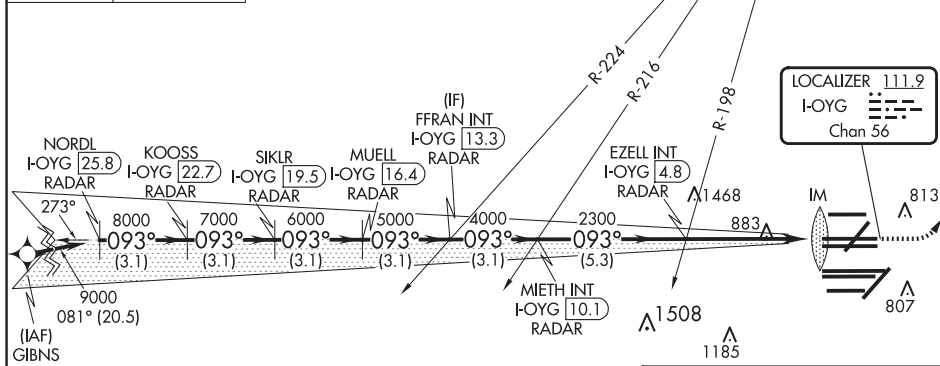 R-224
R-216
R-198
LOCALIZER 111.9
I-OYG
Chan 56
(IF)
FFRAN INT
I-OYG 13.3
RADAR
NORDL
I-OYG 25.8
RADAR
KOOSS
I-OYG 22.7
RADAR
SIKLR
I-OYG 19.5
RADAR
MUELL
I-OYG 16.4
RADAR
EZELL INT
I-OYG 4.8
RADAR
1468
IM
813
273°
8000
7000
6000
5000
4000
2300
883
093°
093°
093°
093°
093°
093°
(3.1)
(3.1)
(3.1)
(3.1)
(3.1)
(5.3)
9000
081° (20.5)
(IAF)
GIBNS
MIETH INT
I-OYG 10.1
RADAR
1508
1185
807